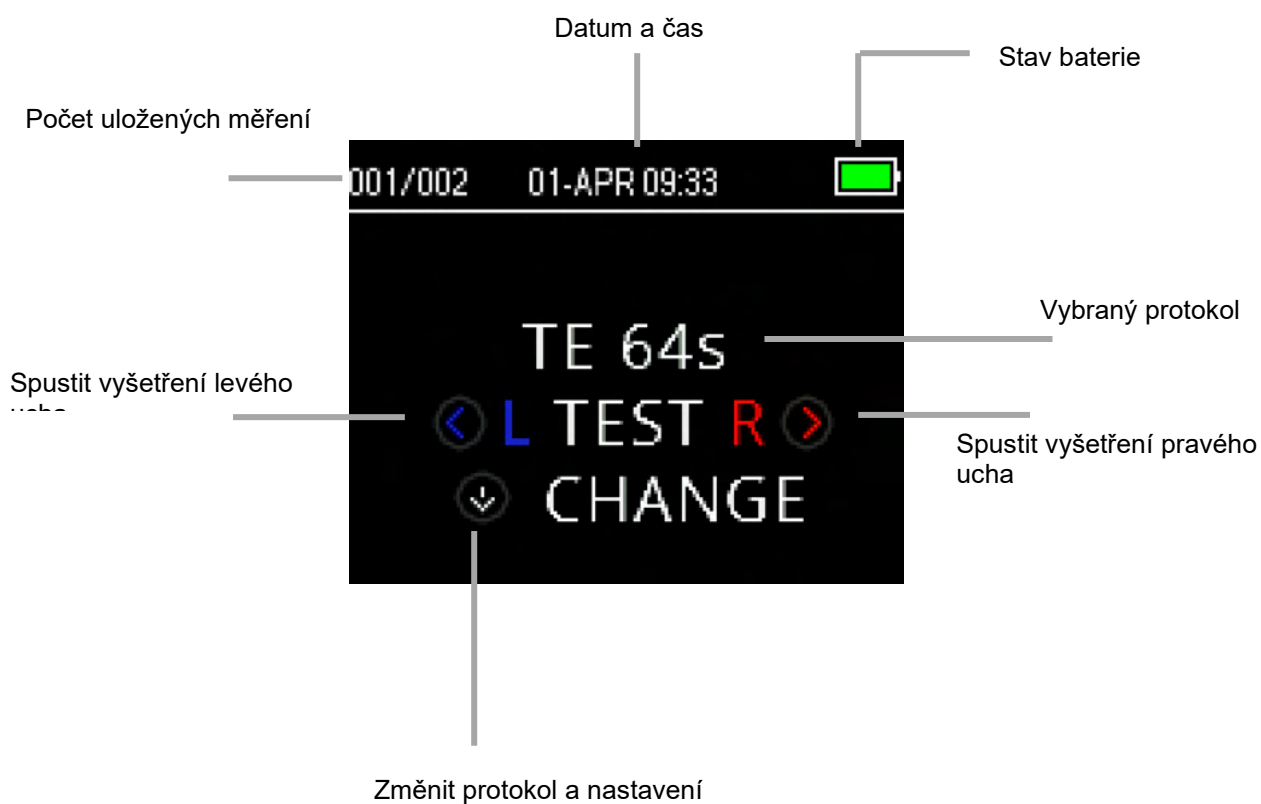 Datum a čas
Stav baterie
Počet uložených měření
001/002 01-APR 09:33
Vybraný protokol
TE 64s
Spustit vyšetření levého
ucha
L TEST R
Spustit vyšetření pravého
ucha
CHANGE
Změnit protokol a nastavení